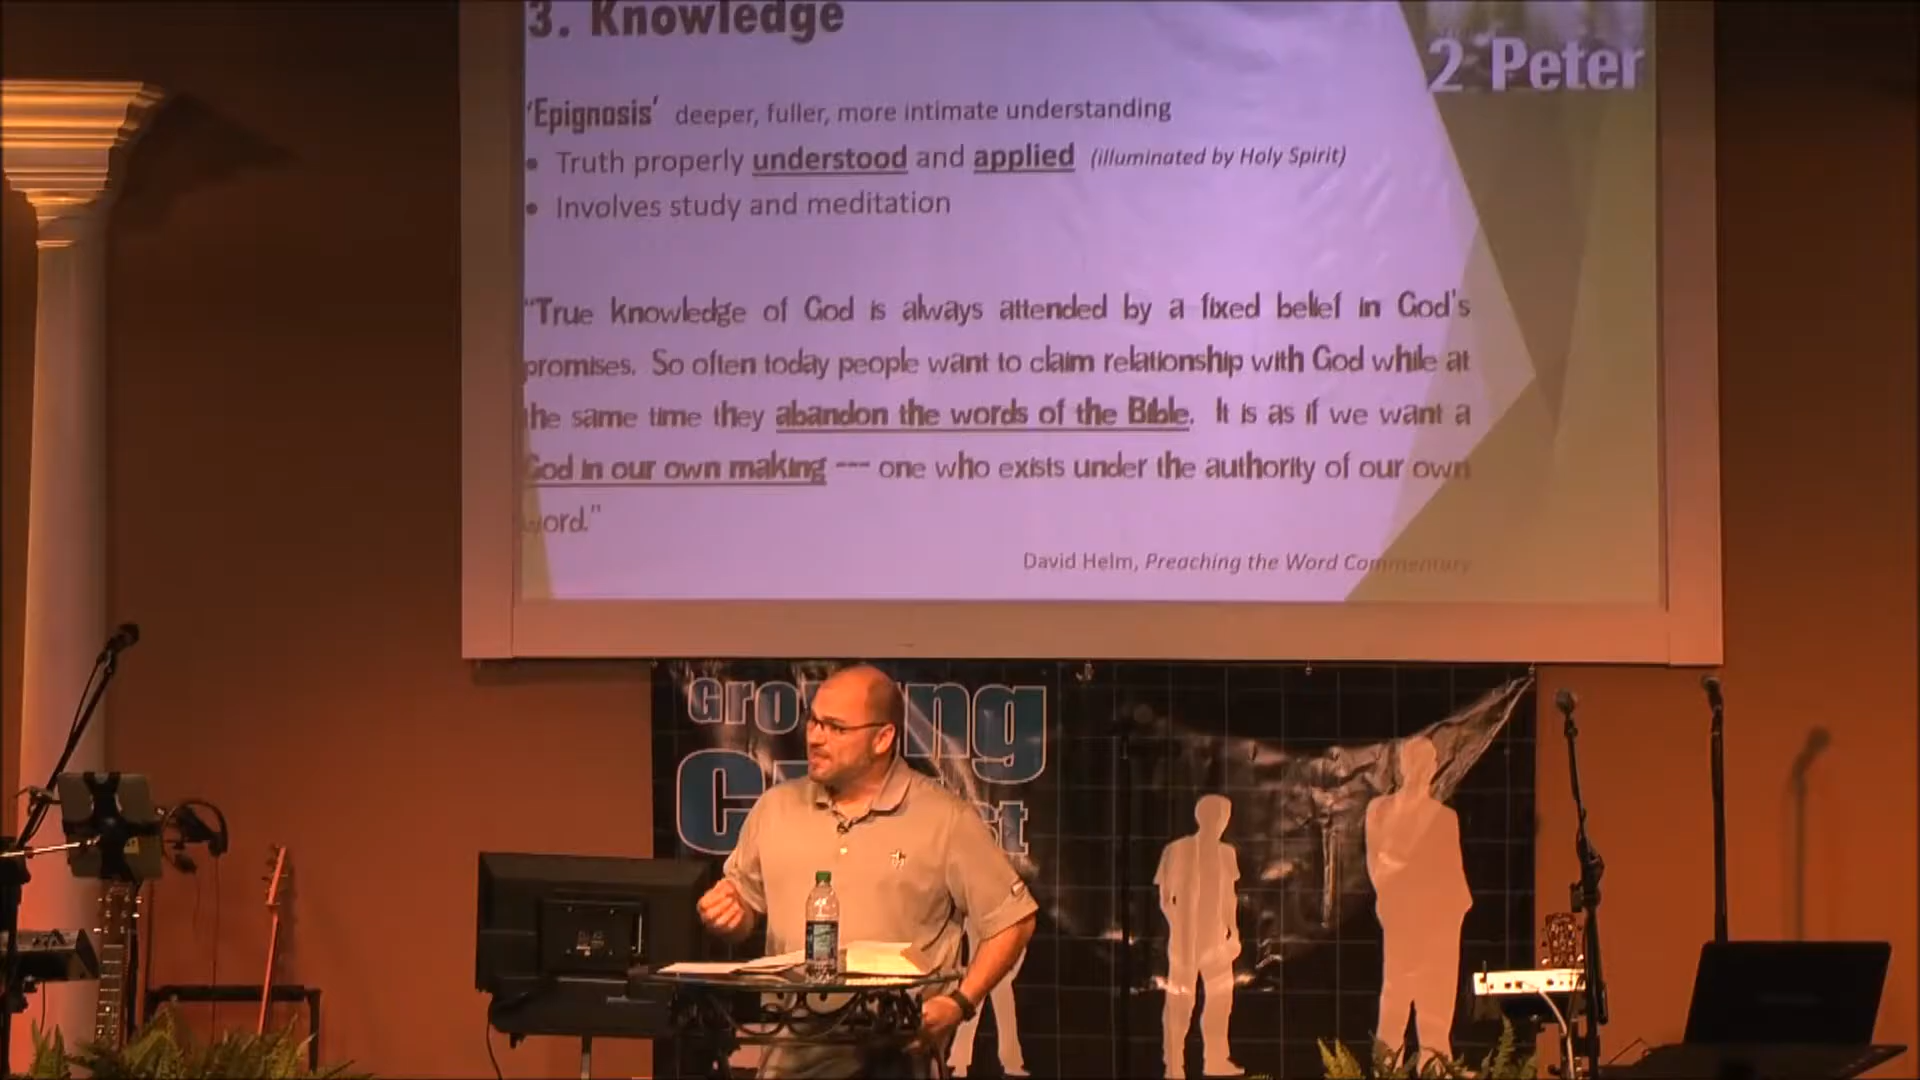 3. Knowledge
2 Peter
'Epignosis' deeper, fuller, more intimate understanding
• Truth properly understood and applied (illuminated by Holy Spirit)
• Involves study and meditation
"True knowledge of God is always attended by a fixed belief in God's
promises. So often today people want to claim relationship with God while at
the same time they abandon the words of the Bible. It is as if we want a
God in our own making --- one who exists under the authority of our own
word."
David Helm, Preaching the Word Commentary